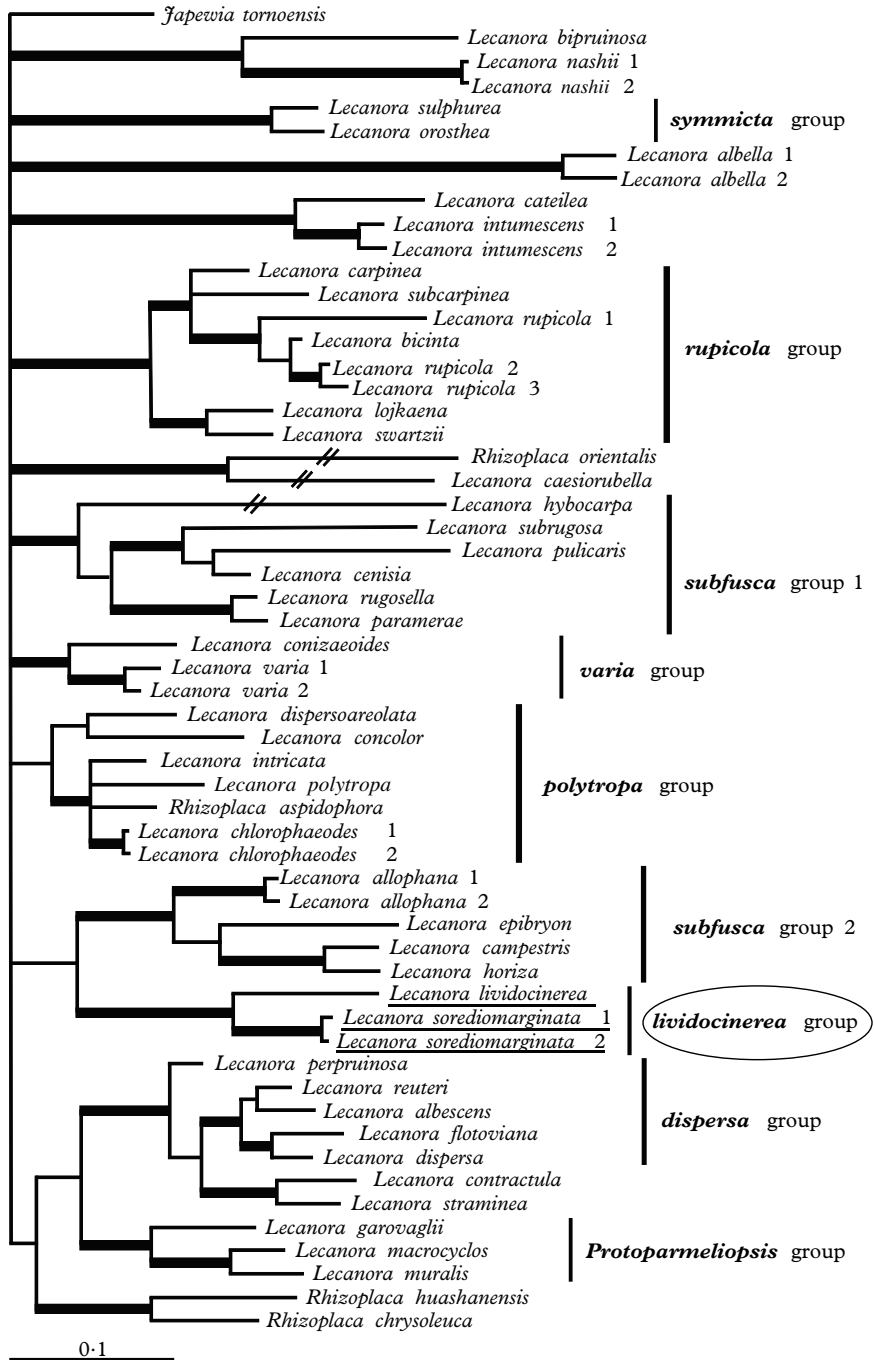 Japewia tornoensis
Lecanora bipruinosa
Lecanora nashii 1
Lecanora nashii 2
Lecanora sulphurea
Lecanora orosthea
symmicta group
Lecanora albella 1
Lecanora albella 2
Lecanora cateilea
Lecanora intumescens 1
Lecanora intumescens 2
Lecanora carpinea
Lecanora subcarpinea
Lecanora rupicola 1
Lecanora bicinta
Lecanora rupicola 2
Lecanora rupicola 3
Lecanora lojkaena
Lecanora swartzii
rupicola group
Rhizoplaca orientalis
Lecanora caesiorubella
Lecanora hybocarpa
Lecanora subrugosa
Lecanora pulicaris
Lecanora cenisia
Lecanora rugosella
Lecanora paramerae
subfusca group 1
Lecanora conizaeoides
Lecanora varia 1
Lecanora varia 2
varia group
Lecanora dispersoareolata
Lecanora concolor
Lecanora intricata
Lecanora polytropa
Rhizoplaca aspidophora
Lecanora chlorophaeodes 1
Lecanora chlorophaeodes 2
polytropa group
Lecanora allophana 1
Lecanora allophana 2
Lecanora epibryon
Lecanora campestris
Lecanora horiza
subfusca group 2
Lecanora lividocinerea
Lecanora sorediomarginata 1
Lecanora sorediomarginata 2
lividocinerea group
Lecanora perpruinosa
Lecanora reuteri
Lecanora albescens
Lecanora flotoviana
Lecanora dispersa
dispersa group
Lecanora contractula
Lecanora straminea
Lecanora garovaglii
Lecanora macrocyclos
Lecanora muralis
Protoparmeliopsis group
Rhizoplaca huashanensis
Rhizoplaca chrysoleuca
0·1